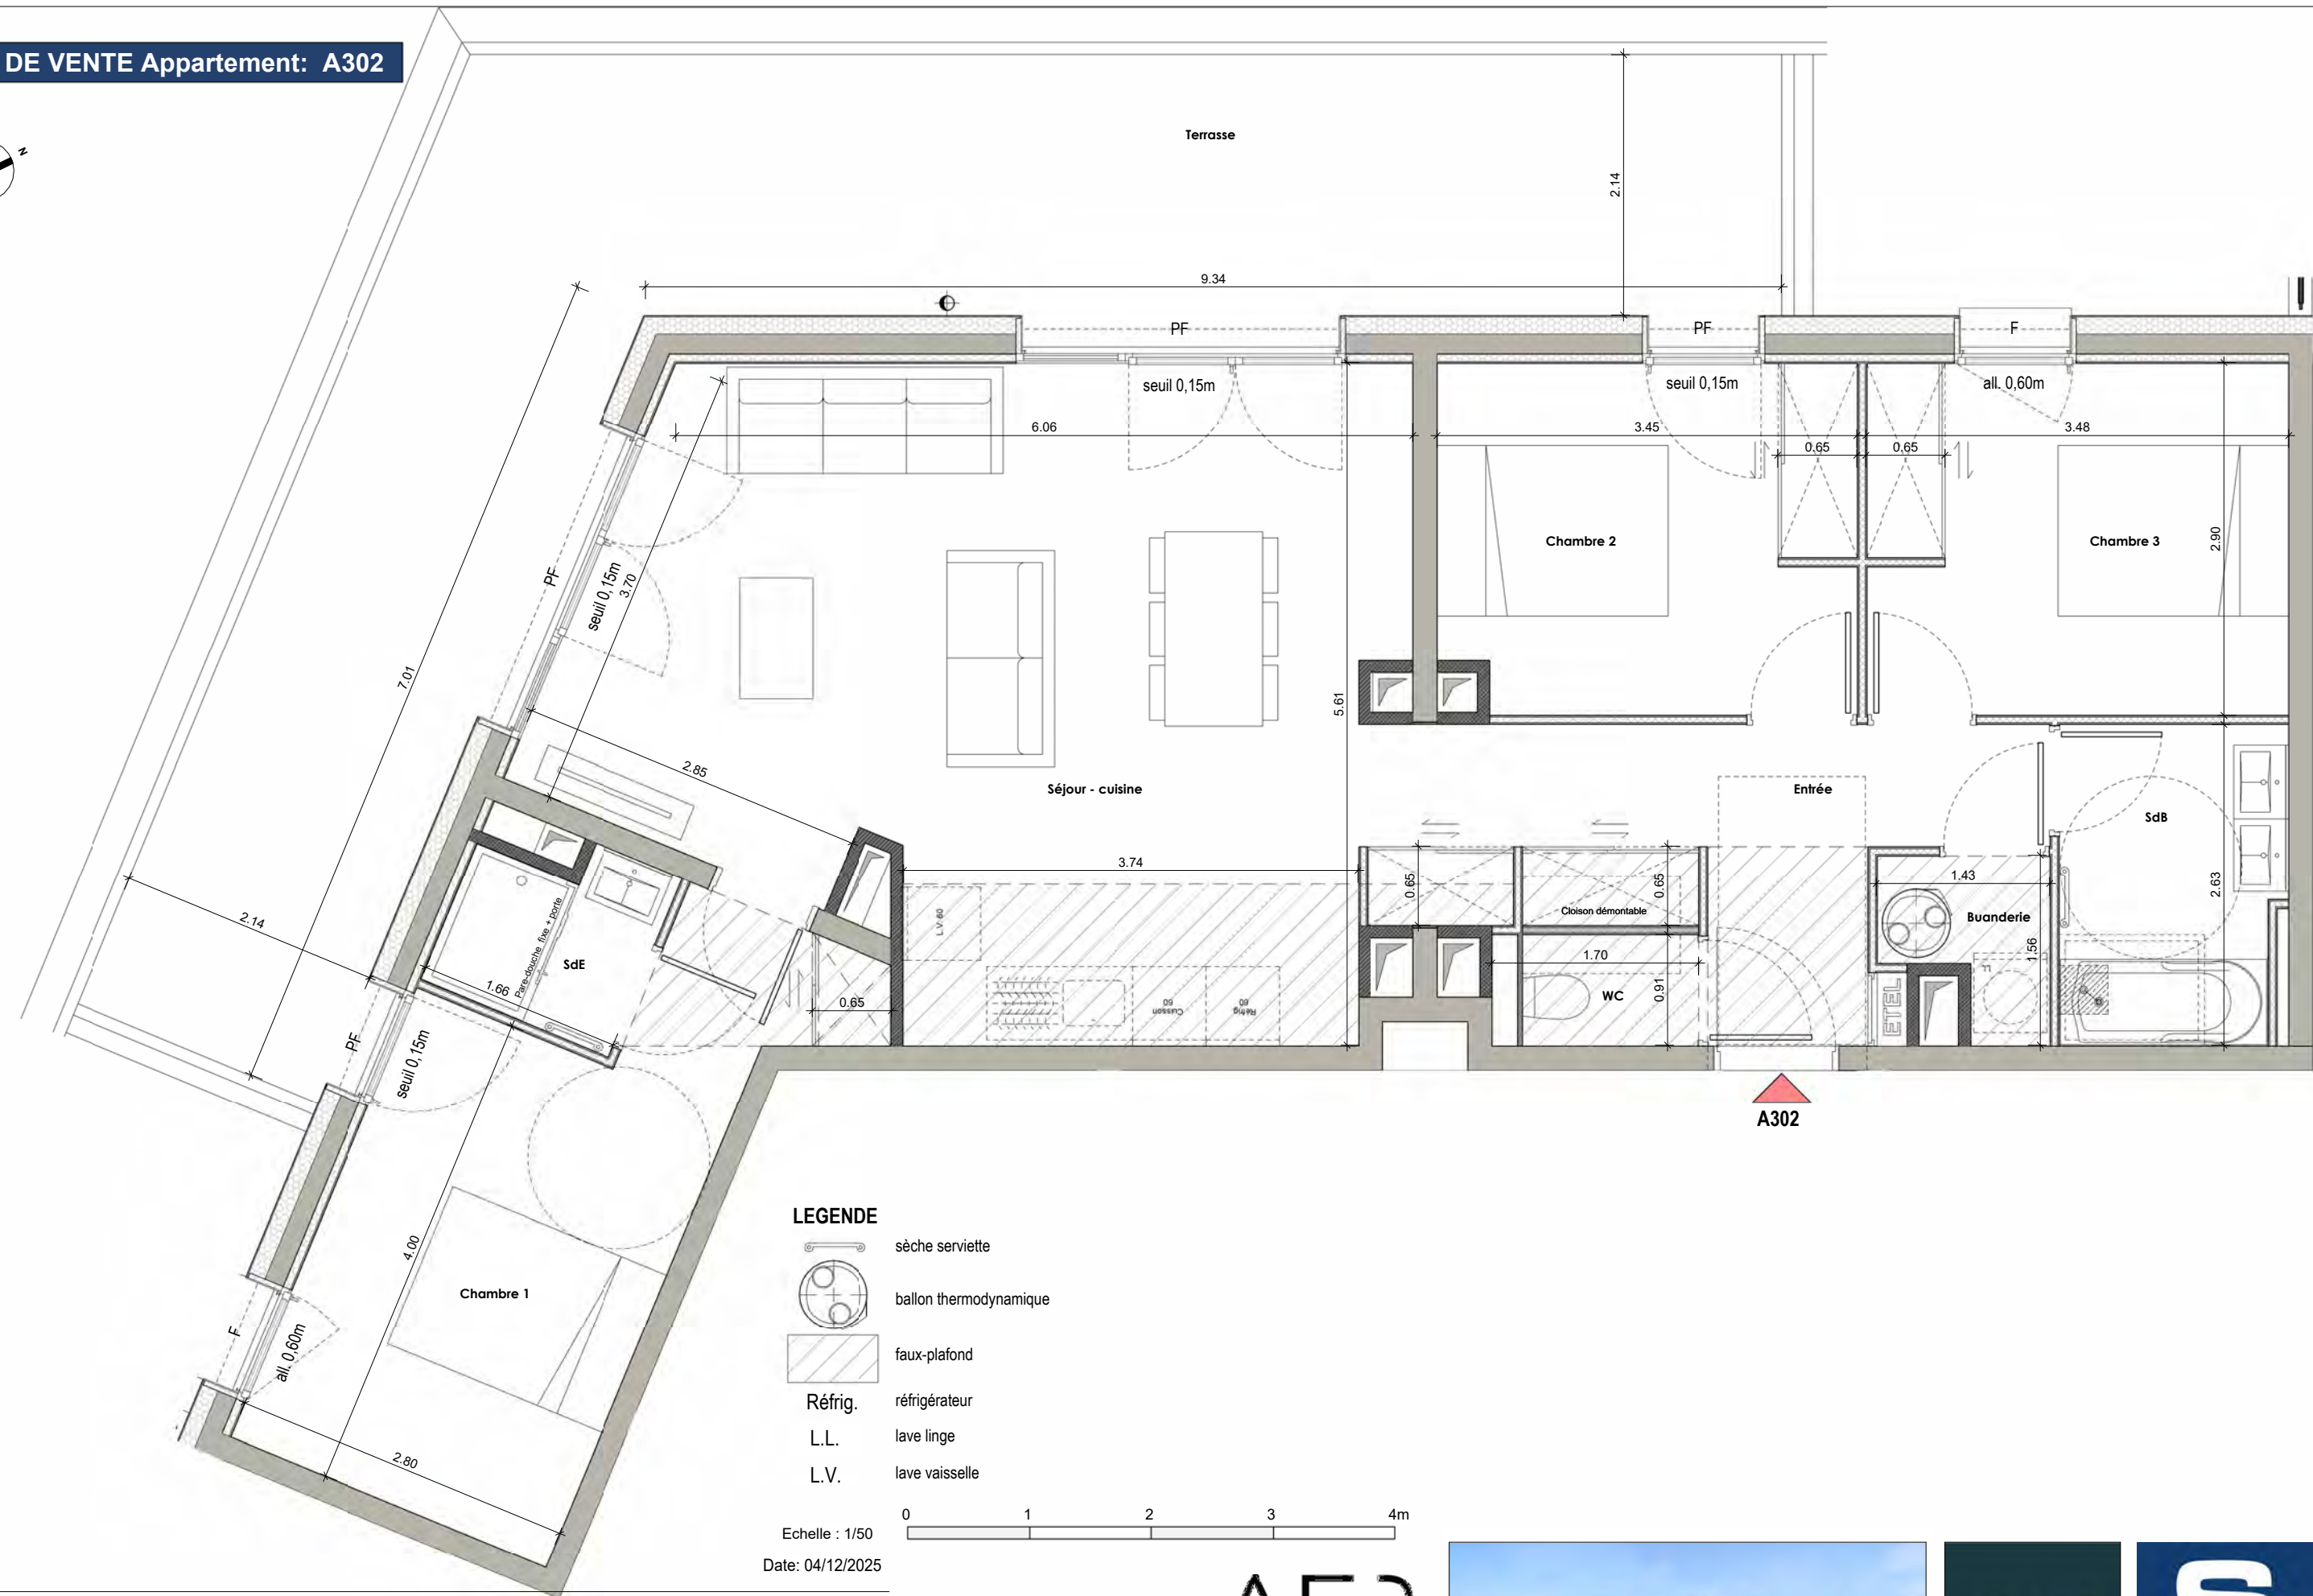 DE VENTE Appartement: A302
N
Terrasse
2.14
9.34
PF
PF
F
seuil 0,15m
seuil 0,15m
all. 0,60m
6.06
3.45
3.48
0.65
0.65
Chambre 2
Chambre 3
2.90
PF
seuil 0,15m
3.70
7.01
5.61
2.85
Séjour - cuisine
Entrée
SdB
3.74
0.65
0.65
Cloison démontable
1.43
2.63
Buanderie
2.14
L.V. 60
Pare-douche fixe + porte
SdE
1.66
0.65
Cuisson
60
Réfrig
60
1.70
WC
0.91
1.56
ETEL
PF
seuil 0,15m
A302
4.00
Chambre 1
F
all. 0,60m
2.80
LEGENDE
sèche serviette
ballon thermodynamique
faux-plafond
Réfrig. réfrigérateur
L.L. lave linge
L.V. lave vaisselle
0 1 2 3 4m
Echelle : 1/50
Date: 04/12/2025